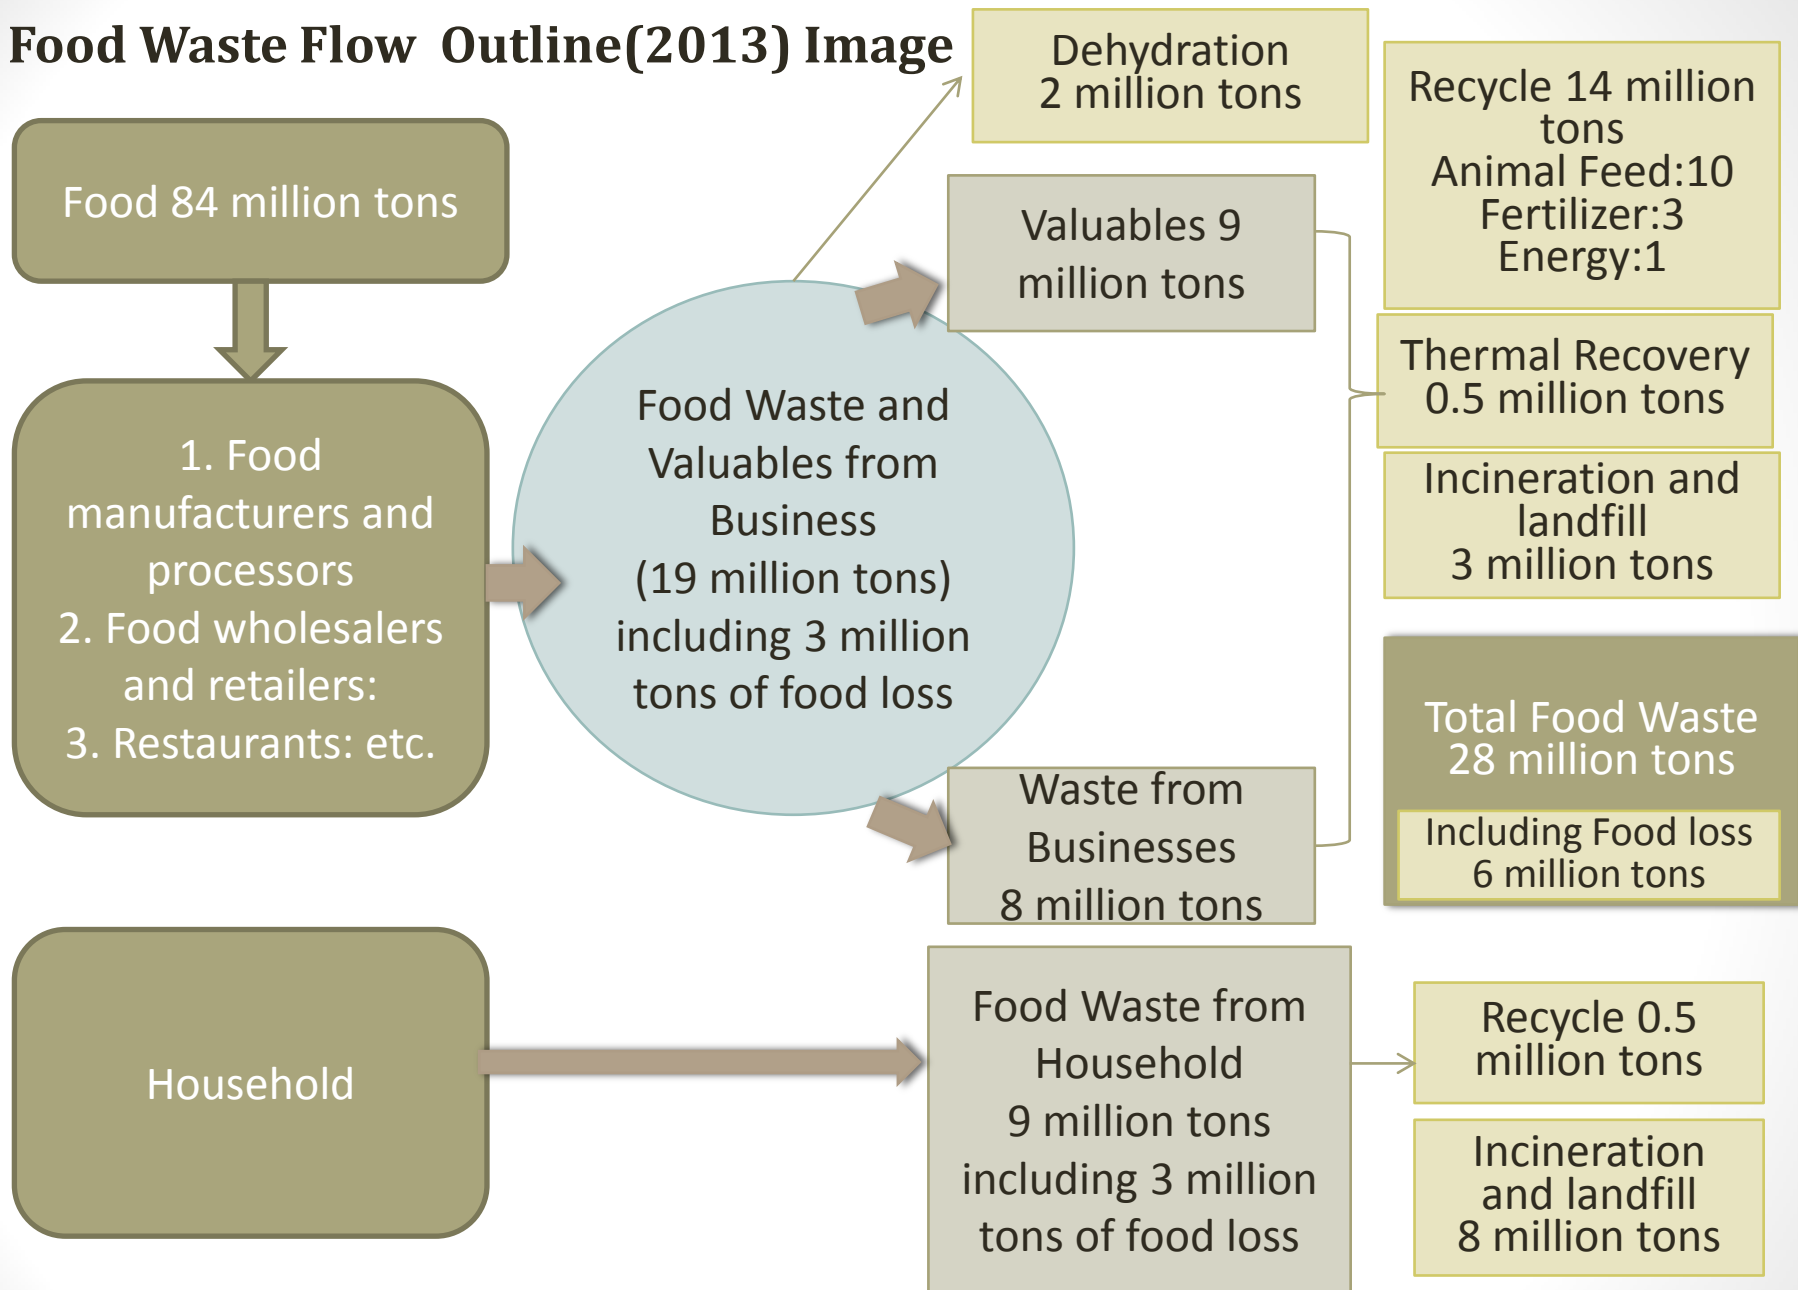 Food Waste Flow  Outline(2013) Image
Food 84 million tons
1. Food
manufacturers and
processors
2. Food wholesalers
and retailers:
3. Restaurants: etc.
Food Waste and
Valuables from
Business
(19 million tons)
including 3 million
tons of food loss
Dehydration
2 million tons
Valuables 9
million tons
Waste from
Businesses
8 million tons
Recycle 14 million
tons
Animal Feed:10
Fertilizer:3
Energy:1
Thermal Recovery
0.5 million tons
Incineration and
landfill
3 million tons
Total Food Waste
28 million tons
Including Food loss
6 million tons
Household
Food Waste from
Household
9 million tons
including 3 million
tons of food loss
Recycle 0.5
million tons
Incineration
and landfill
8 million tons